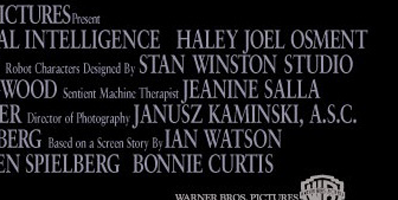 ICTURES Present
AL INTELLIGENCE HALEY JOEL OSMENT
Robot Characters Designed By STAN WINSTON STUDIO
WOOD Sentient Machine Therapist JEANINE SALLA
ER Director of Photography JANUSZ KAMINSKI, A.S.C.
BERG Based on a Screen Story By IAN WATSON
EN SPIELBERG BONNIE CURTIS
WARNER BROS. PICTURES